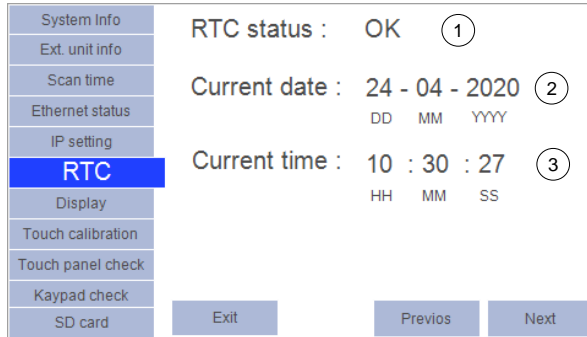 System Info
Ext. unit info
Scan time
Ethernet status
IP setting
RTC
Display
Touch calibration
Touch panel check
Kaypad check
SD card
RTC status : OK 1
Current date : 24 - 04 - 2020 2
DD MM YYYY
Current time : 10 : 30 : 27 3
HH MM SS
Exit Previos Next